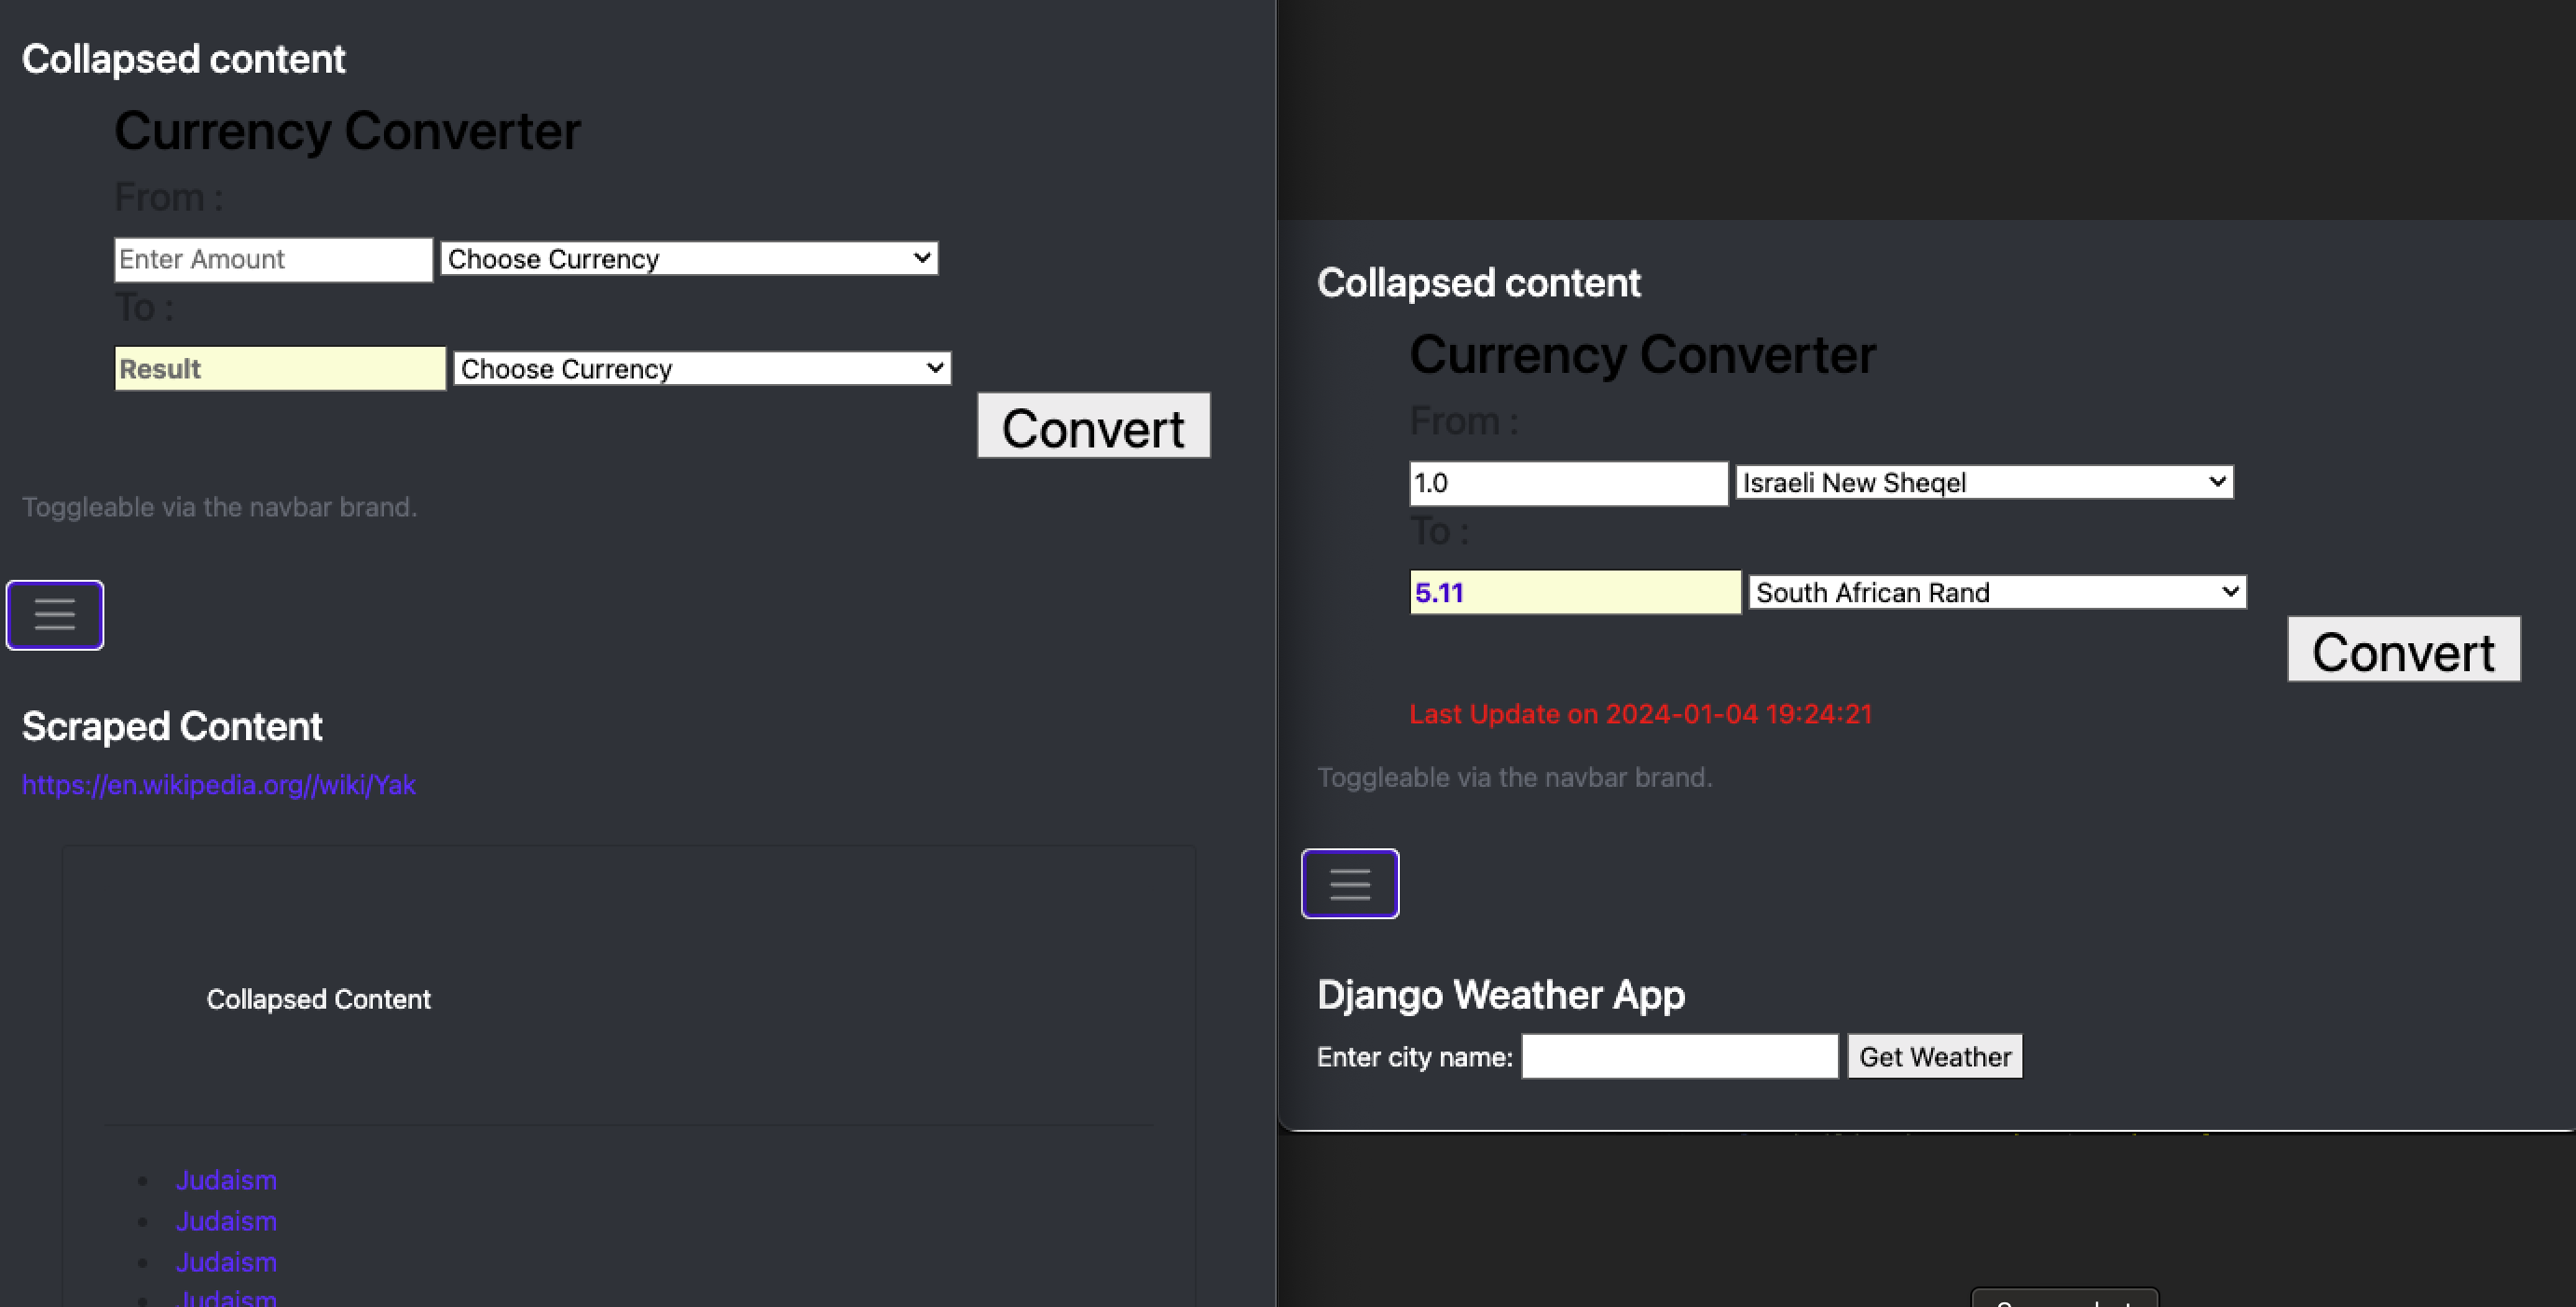 Collapsed content
Currency Converter
From :
Enter Amount Choose Currency
To :
Result Choose Currency
Convert
Toggleable via the navbar brand.
Scraped Content
https://en.wikipedia.org//wiki/Yak
Collapsed Content
Judaism
Judaism
Judaism
Judaism
Collapsed content
Currency Converter
From :
1.0 Israeli New Sheqel
To :
5.11 South African Rand
Convert
Last Update on 2024-01-04 19:24:21
Toggleable via the navbar brand.
Django Weather App
Enter city name: Get Weather